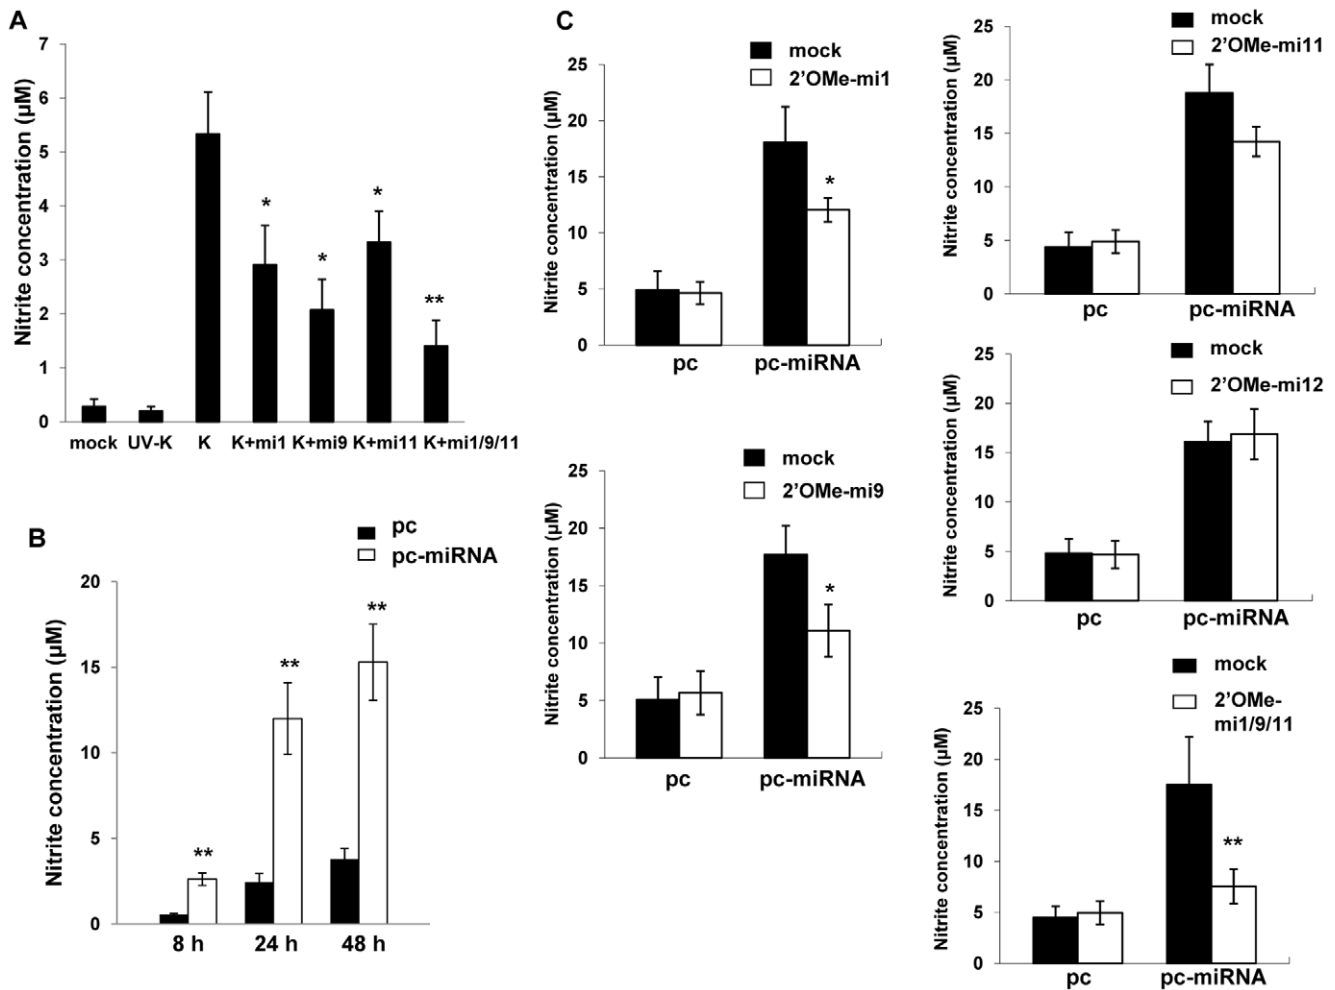 A
Nitrite concentration (µM)
7
6
5
4
3
2
1
0
*
*
*
**
mock UV-K K K+mi1 K+mi9 K+mi11 K+mi1/9/11
B
pc
pc-miRNA
Nitrite concentration (µM)
20
15
10
5
0
**
**
**
8 h 24 h 48 h
C
mock
2'OMe-mi1
Nitrite concentration (µM)
25
20
15
10
5
0
*
pc pc-miRNA
mock
2'OMe-mi9
Nitrite concentration (µM)
25
20
15
10
5
0
*
pc pc-miRNA
mock
2'OMe-mi11
Nitrite concentration (µM)
25
20
15
10
5
0
pc pc-miRNA
mock
2'OMe-mi12
Nitrite concentration (µM)
25
20
15
10
5
0
pc pc-miRNA
mock
2'OMe-
mi1/9/11
Nitrite concentration (µM)
25
20
15
10
5
0
**
pc pc-miRNA